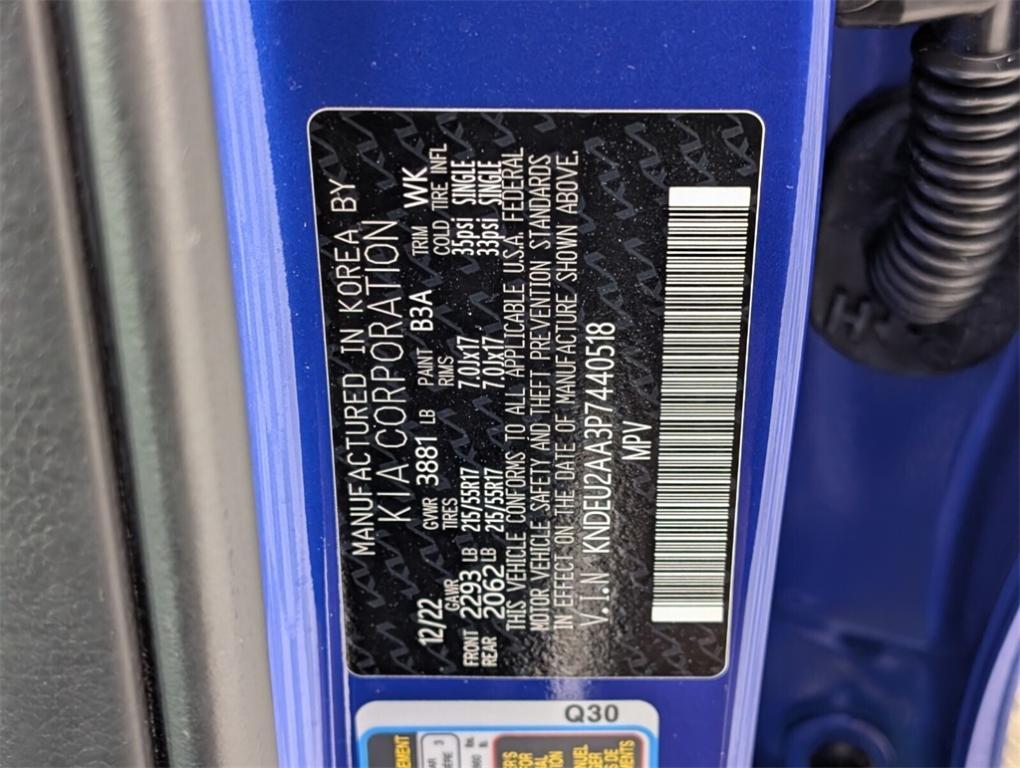 MANUFACTURED IN KOREA BY
KIA CORPORATION
12/22 GVWR 3881 LB PAINT B3A TRIM WK
GAWR TIRES RIMS COLD TIRE INFL
FRONT 2293 LB 215/55R17 7.0JX17 35psi SINGLE
REAR 2062 LB 215/55R17 7.0JX17 33psi SINGLE
THIS VEHICLE CONFORMS TO ALL APPLICABLE U.S.A. FEDERAL
MOTOR VEHICLE SAFETY AND THEFT PREVENTION STANDARDS
IN EFFECT ON THE DATE OF MANUFACTURE SHOWN ABOVE.
V.I.N KNDEU2AA3P7440518
MPV
Q30
H